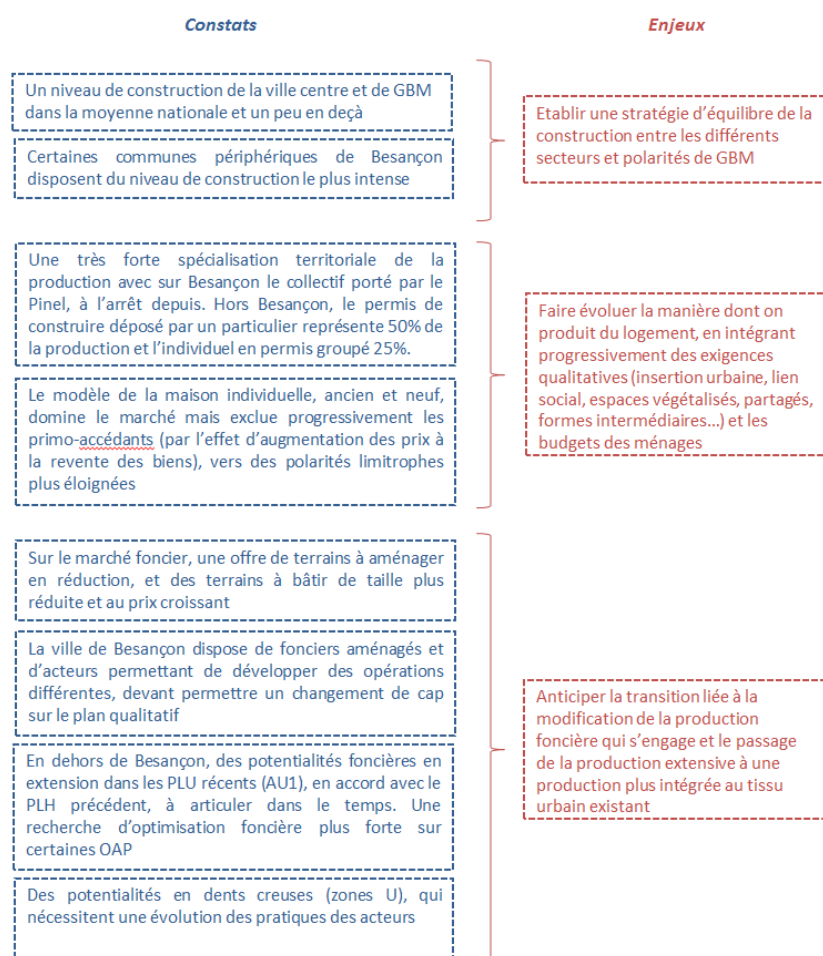 Constats
Enjeux
Un niveau de construction de la ville centre et de GBM
dans la moyenne nationale et un peu en deçà
Certaines communes périphériques de Besançon
disposent du niveau de construction le plus intense
Etablir une stratégie d’équilibre de la
construction entre les différents
secteurs et polarités de GBM
Une très forte spécialisation territoriale de la
production avec sur Besançon le collectif porté par le
Pinel, à l’arrêt depuis. Hors Besançon, le permis de
construire déposé par un particulier représente 50% de
la production et l’individuel en permis groupé 25%.
Le modèle de la maison individuelle, ancien et neuf,
domine le marché mais exclue progressivement les
primo-accédants (par l’effet d’augmentation des prix à
la revente des biens), vers des polarités limitrophes
plus éloignées
Faire évoluer la manière dont on
produit du logement, en intégrant
progressivement des exigences
qualitatives (insertion urbaine, lien
social, espaces végétalisés, partagés,
formes intermédiaires…) et les
budgets des ménages
Sur le marché foncier, une offre de terrains à aménager
en réduction, et des terrains à bâtir de taille plus
réduite et au prix croissant
La ville de Besançon dispose de fonciers aménagés et
d’acteurs permettant de développer des opérations
différentes, devant permettre un changement de cap
sur le plan qualitatif
En dehors de Besançon, des potentialités foncières en
extension dans les PLU récents (AU1), en accord avec le
PLH précédent, à articuler dans le temps. Une
recherche d’optimisation foncière plus forte sur
certaines OAP
Des potentialités en dents creuses (zones U), qui
nécessitent une évolution des pratiques des acteurs
Anticiper la transition liée à la
modification de la production
foncière qui s’engage et le passage
de la production extensive à une
production plus intégrée au tissu
urbain existant